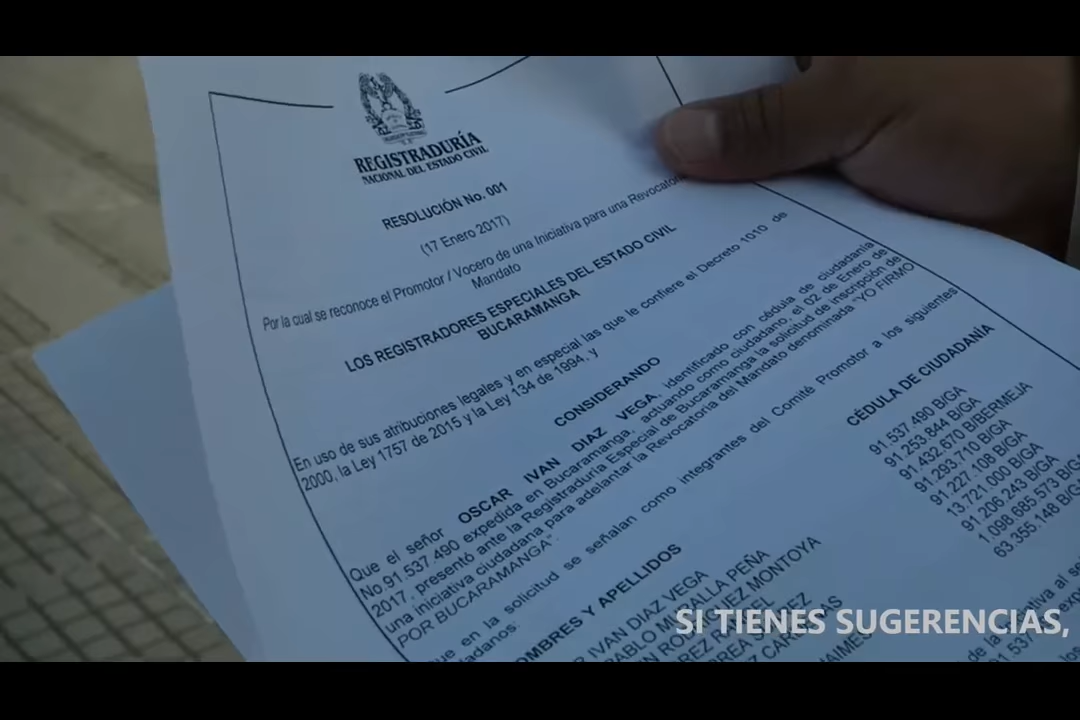 REGISTRADURÍA
NACIONAL DEL ESTADO CIVIL
RESOLUCIÓN No. 001
(17 Enero 2017)
Por la cual se reconoce el Promotor / Vocero de una Iniciativa para una Revocatoria
Mandato
LOS REGISTRADORES ESPECIALES DEL ESTADO CIVIL
BUCARAMANGA
En uso de sus atribuciones legales y en especial las que le confiere el Decreto 1010 de
2000, la Ley 1757 de 2015 y la Ley 134 de 1994, y
CONSIDERANDO
Que el señor OSCAR IVAN DIAZ VEGA, identificado con cédula de ciudadanía
No.91.537.490 expedida en Bucaramanga, actuando como ciudadano, el 02 de Enero de
2017, presentó ante la Registraduría Especial de Bucaramanga la solicitud de inscripción de
una iniciativa ciudadana para adelantar la Revocatoria del Mandato denominada "YO FIRMO
POR BUCARAMANGA".
en la solicitud se señalan como integrantes del Comité Promotor a los siguientes
CÉDULA DE CIUDADANÍA
91.537.490 B/GA
91.253.844 B/GA
91.432.670 B/BERMEJA
91.293.710 B/GA
91.227.108 B/GA
13.721.000 B/GA
91.206.243 B/GA
1.098.685.573 B/GA
63.355.148 B/G
Y APELLIDOS
IVAN DIAZ VEGA
PEÑA
MONTOYA
SI TIENES SUGERENCIAS,